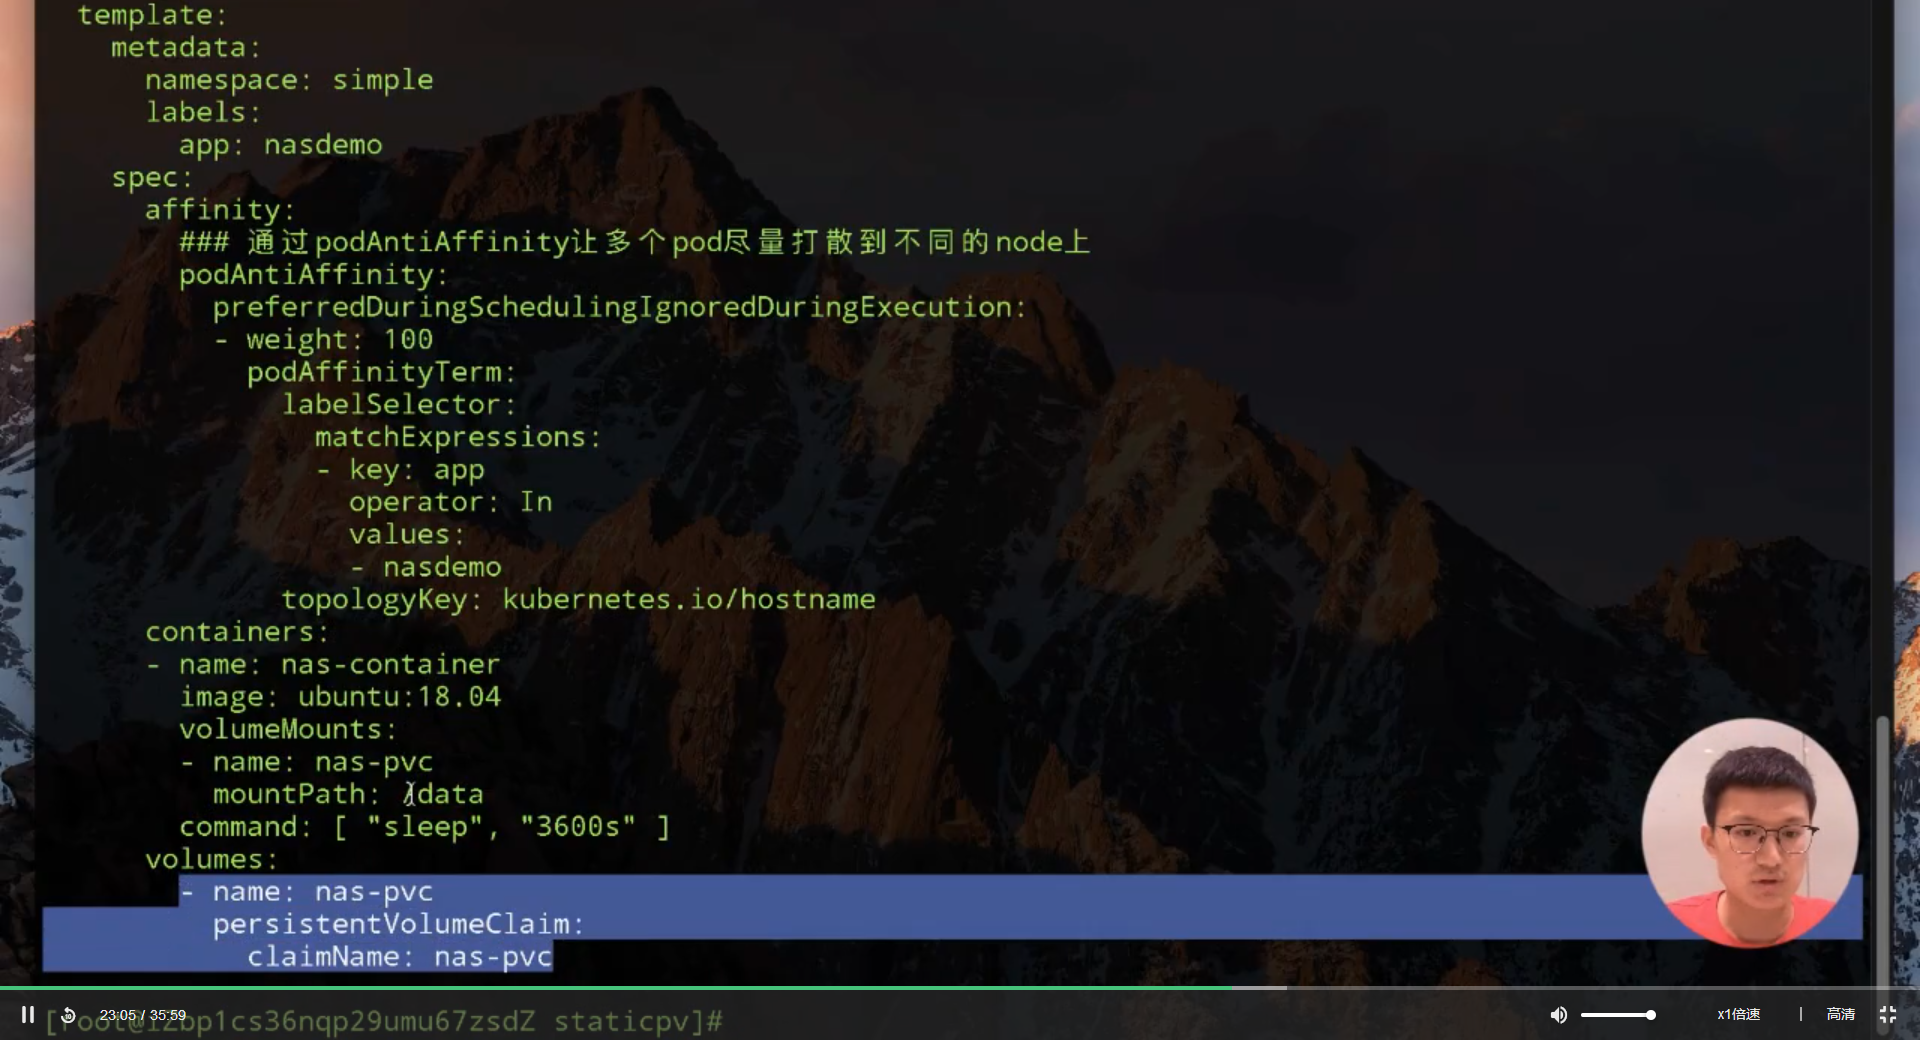 template:
  metadata:
    namespace: simple
    labels:
      app: nasdemo
  spec:
    affinity:
      ### 通过podAntiAffinity让多个pod尽量打散到不同的node上
      podAntiAffinity:
        preferredDuringSchedulingIgnoredDuringExecution:
        - weight: 100
          podAffinityTerm:
            labelSelector:
              matchExpressions:
              - key: app
                operator: In
                values:
                - nasdemo
            topologyKey: kubernetes.io/hostname
    containers:
    - name: nas-container
      image: ubuntu:18.04
      volumeMounts:
      - name: nas-pvc
        mountPath: /data
      command: [ "sleep", "3600s" ]
    volumes:
      - name: nas-pvc
        persistentVolumeClaim:
          claimName: nas-pvc
[root@iZbp1cs36nqp29umu67zsdZ staticpv]#
23:05 / 35:59
x1倍速 | 高清